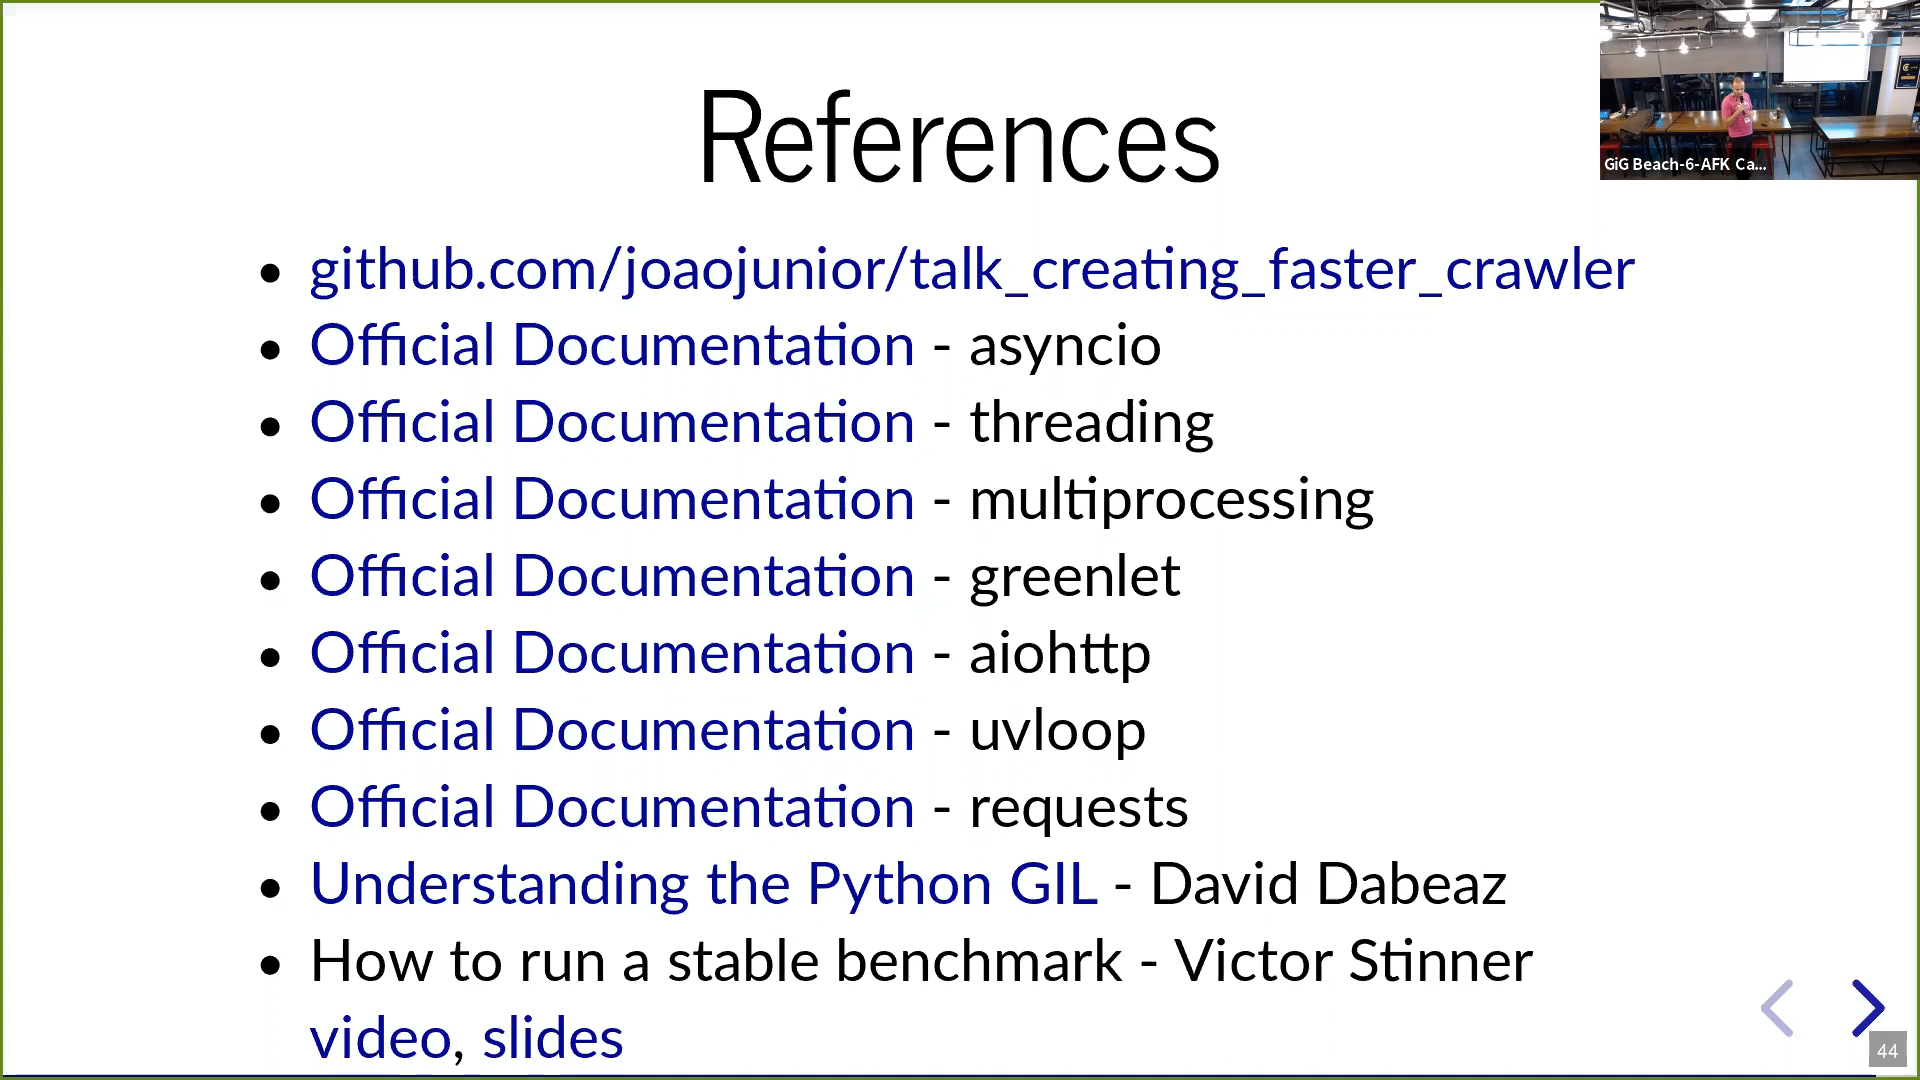 References
GiG Beach-6-AFK Ca...
• github.com/joaojunior/talk_creating_faster_crawler
• Official Documentation - asyncio
• Official Documentation - threading
• Official Documentation - multiprocessing
• Official Documentation - greenlet
• Official Documentation - aiohttp
• Official Documentation - uvloop
• Official Documentation - requests
• Understanding the Python GIL - David Dabeaz
• How to run a stable benchmark - Victor Stinner
video, slides
44